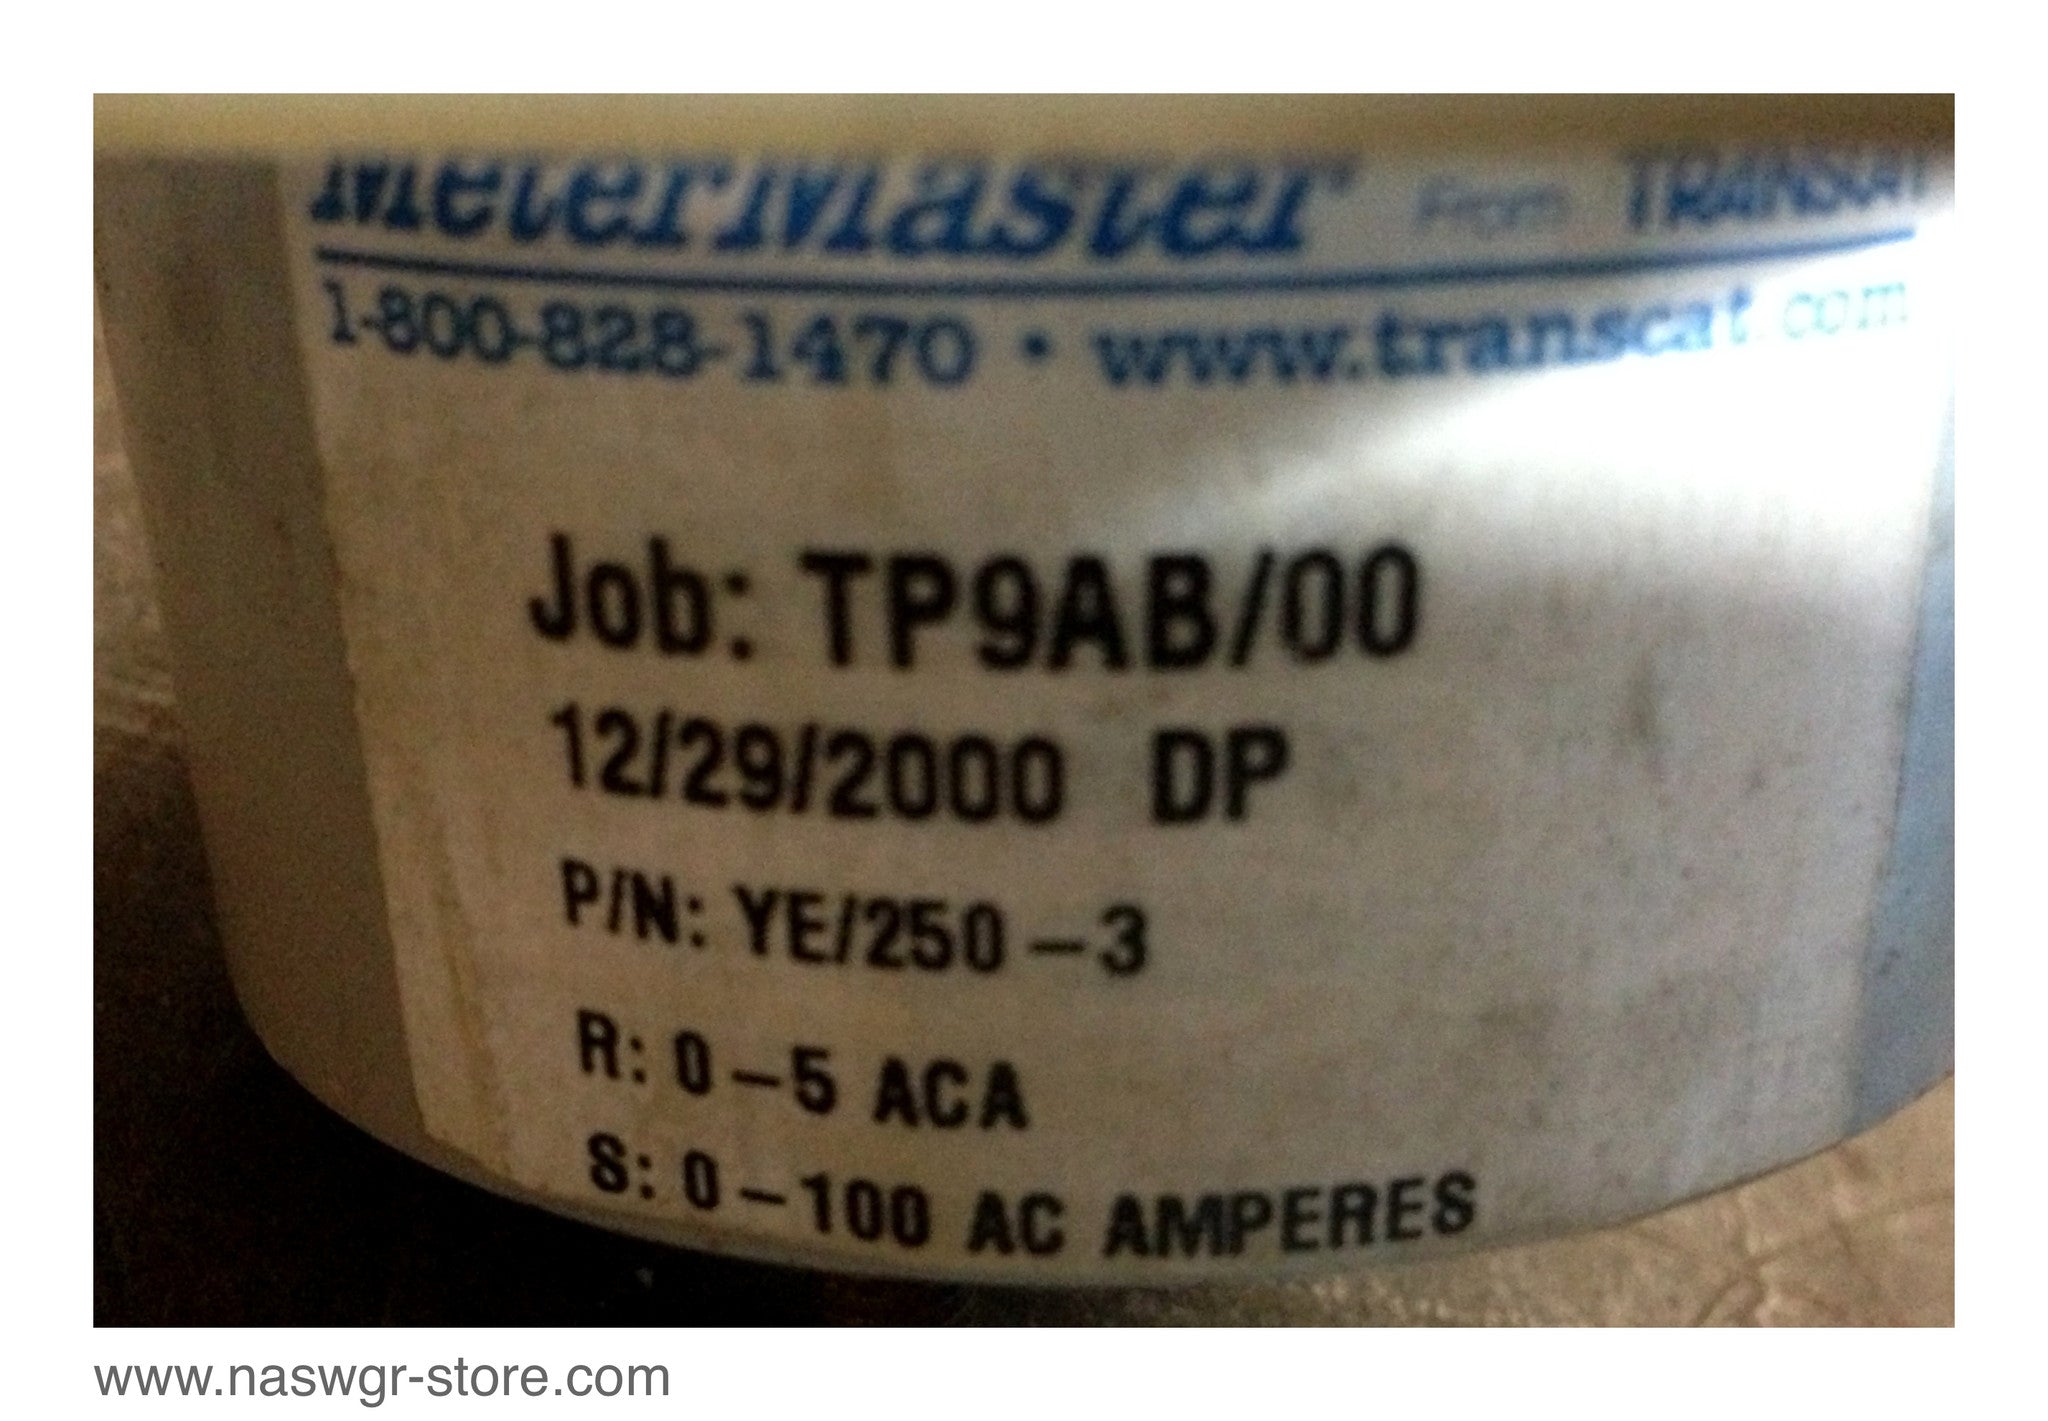 MeterMaster From TRANSCAT
1-800-828-1470 • www.transcat.com
Job: TP9AB/00
12/29/2000 DP
P/N: YE/250-3
R: 0-5 ACA
S: 0-100 AC AMPERES
www.naswgr-store.com